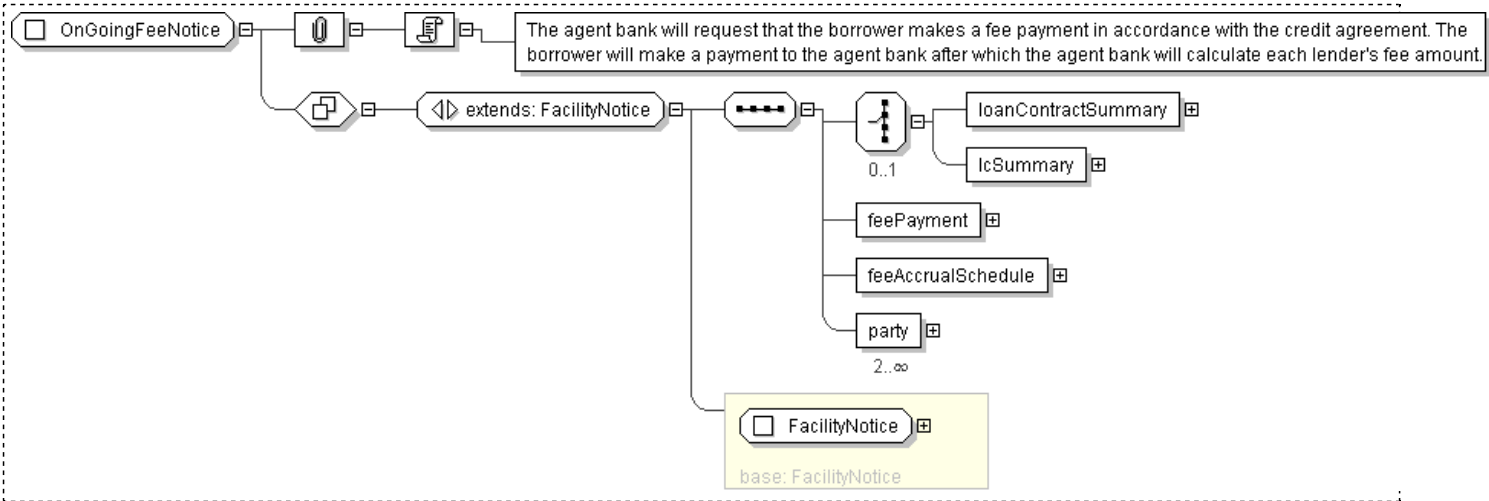 OnGoingFeeNotice
The agent bank will request that the borrower makes a fee payment in accordance with the credit agreement. The
borrower will make a payment to the agent bank after which the agent bank will calculate each lender's fee amount.
extends: FacilityNotice
loanContractSummary
0..1
lcSummary
feePayment
feeAccrualSchedule
party
2..∞
FacilityNotice
base: FacilityNotice